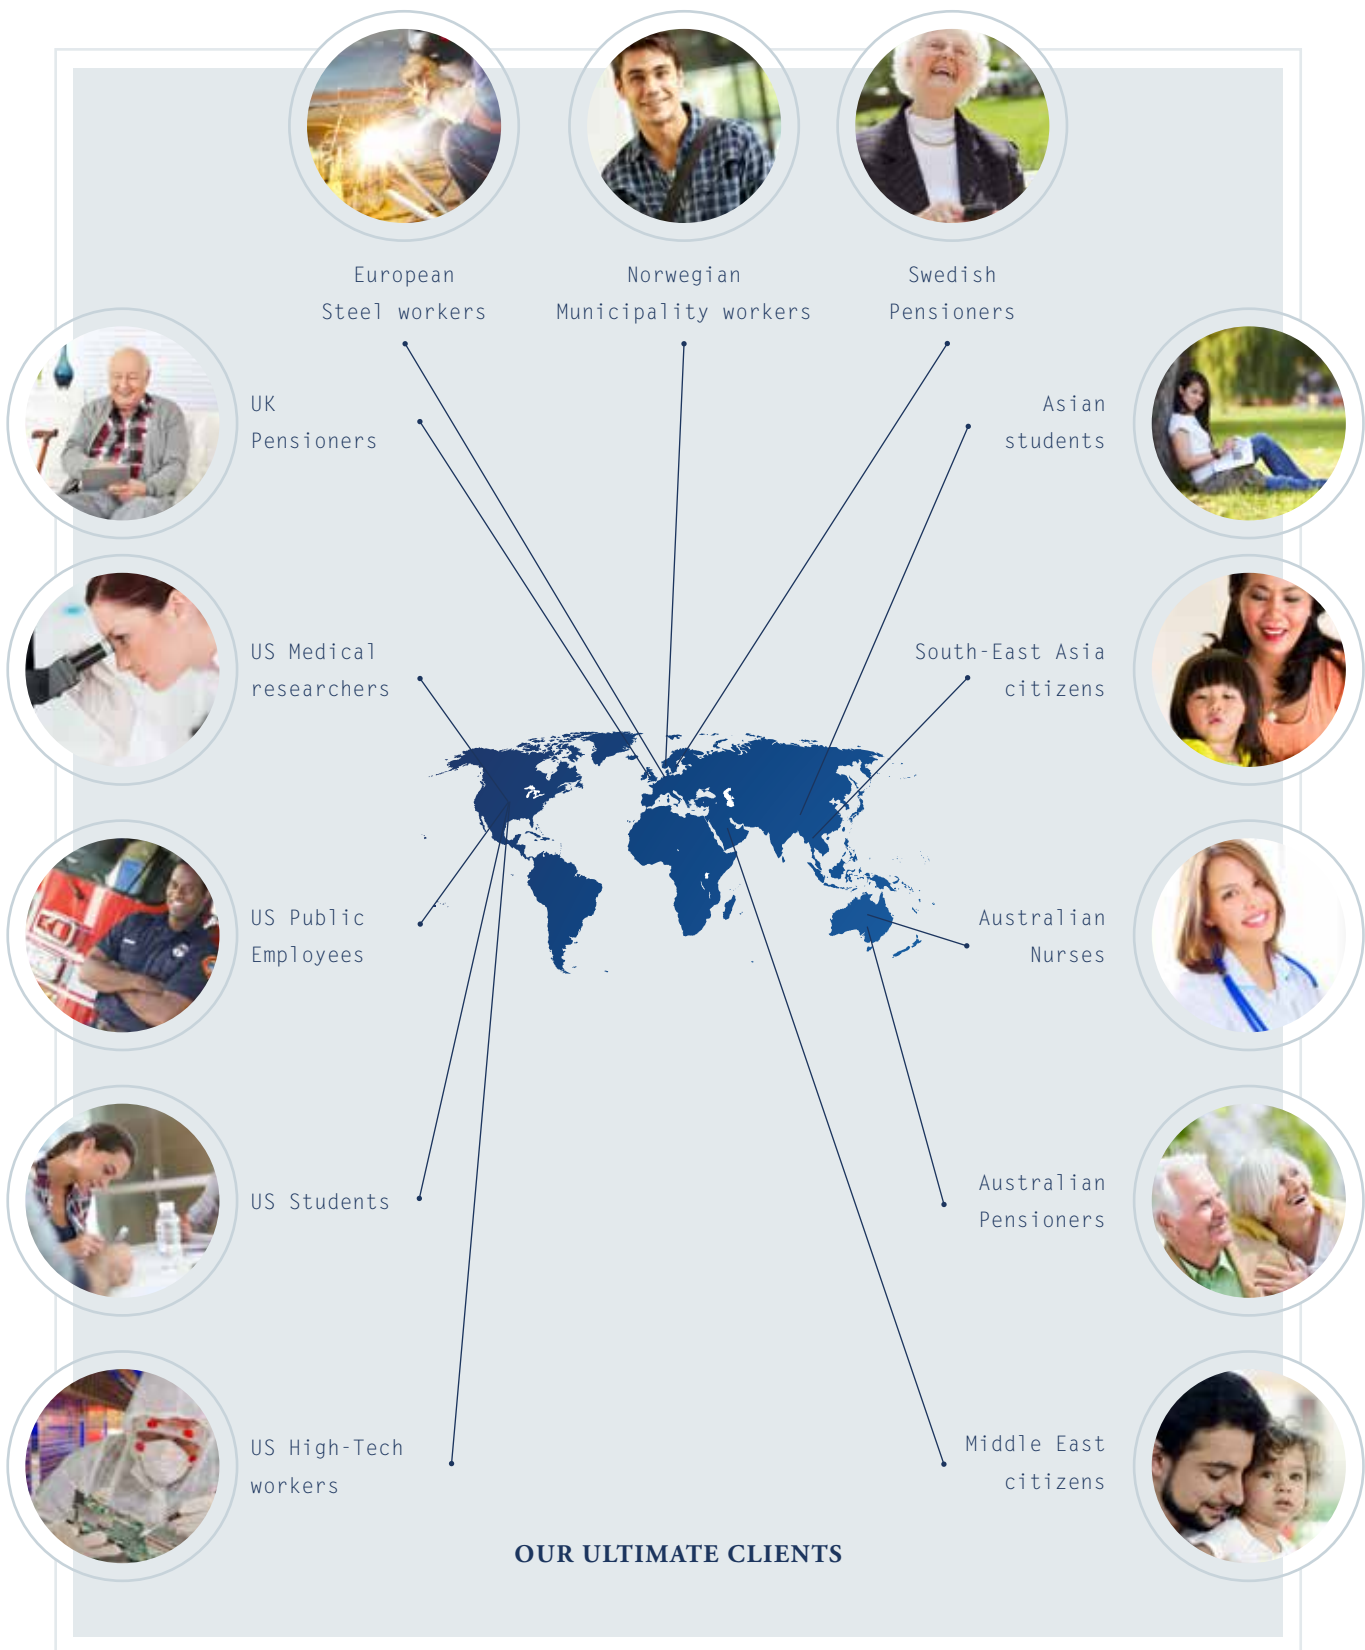 European
Steel workers
Norwegian
Municipality workers
Swedish
Pensioners
UK
Pensioners
Asian
students
US Medical
researchers
South-East Asia
citizens
US Public
Employees
Australian
Nurses
US Students
Australian
Pensioners
US High-Tech
workers
Middle East
citizens
OUR ULTIMATE CLIENTS